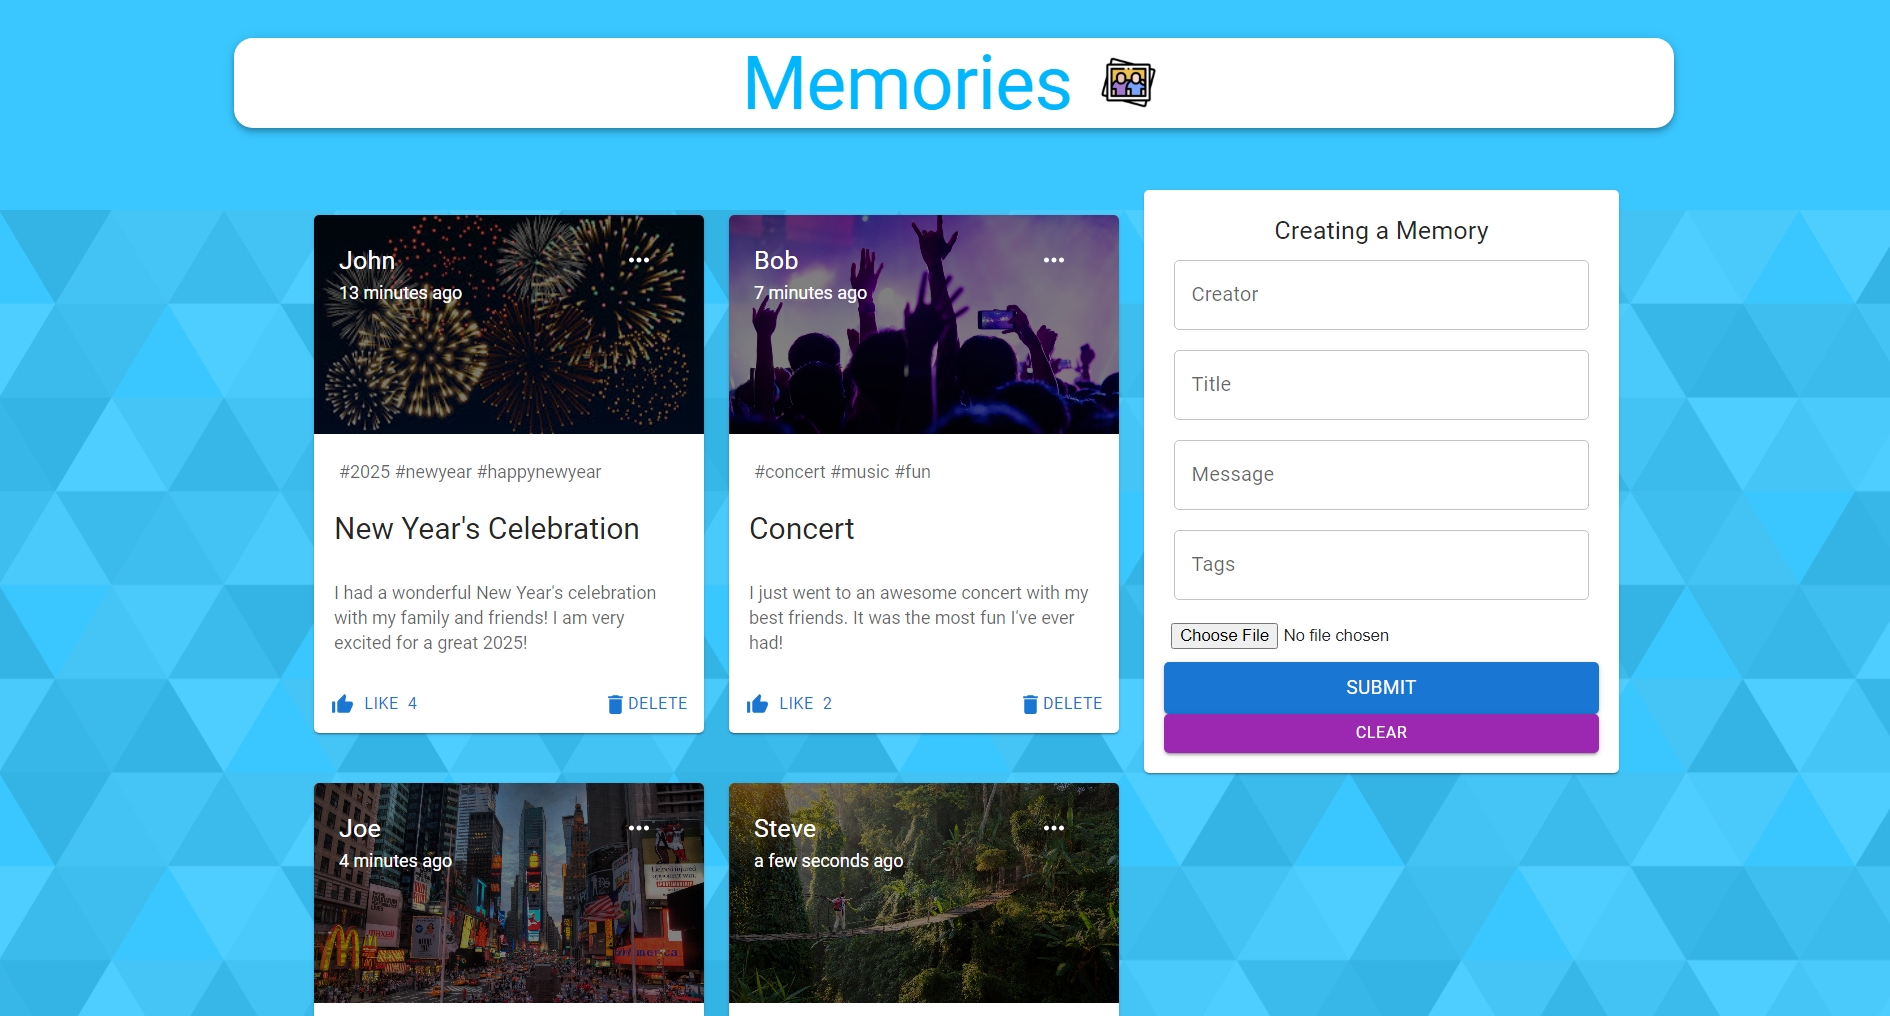 Memories
John
13 minutes ago
#2025 #newyear #happynewyear
New Year's Celebration
I had a wonderful New Year's celebration
with my family and friends! I am very
excited for a great 2025!
LIKE 4
DELETE
Bob
7 minutes ago
#concert #music #fun
Concert
I just went to an awesome concert with my
best friends. It was the most fun I've ever
had!
LIKE 2
DELETE
Creating a Memory
Creator
Title
Message
Tags
Choose File No file chosen
SUBMIT
CLEAR
Joe
4 minutes ago
maxell
Steve
a few seconds ago